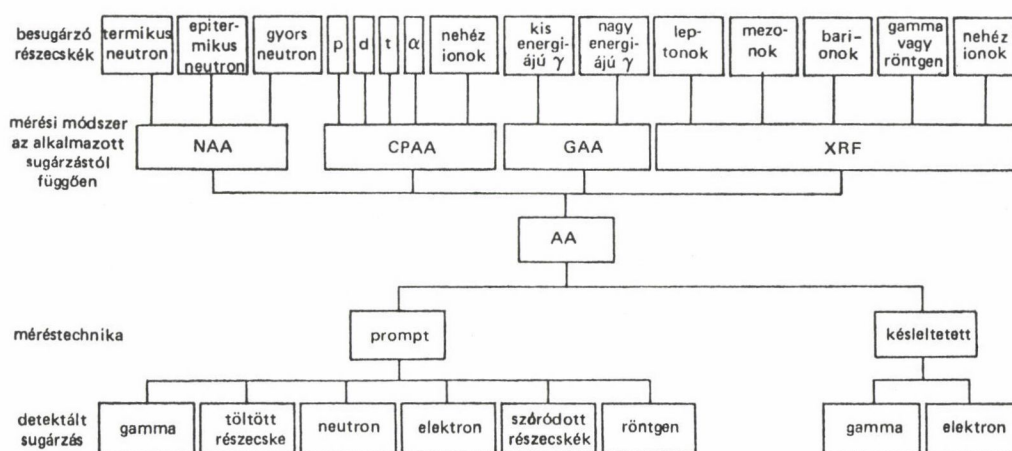 besugárzó
részecskék
termikus
neutron
epiter-
mikus
neutron
gyors
neutron
p
d
t
α
nehéz
ionok
kis
energi-
ájú γ
nagy
energi-
ájú γ
lep-
tonok
mezo-
nok
bari-
onok
gamma
vagy
röntgen
nehéz
ionok
mérési módszer
az alkalmazott
sugárzástól
függően
NAA
CPAA
GAA
XRF
AA
méréstechnika
prompt
késleltetett
detektált
sugárzás
gamma
töltött
részecske
neutron
elektron
szóródott
részecskék
röntgen
gamma
elektron